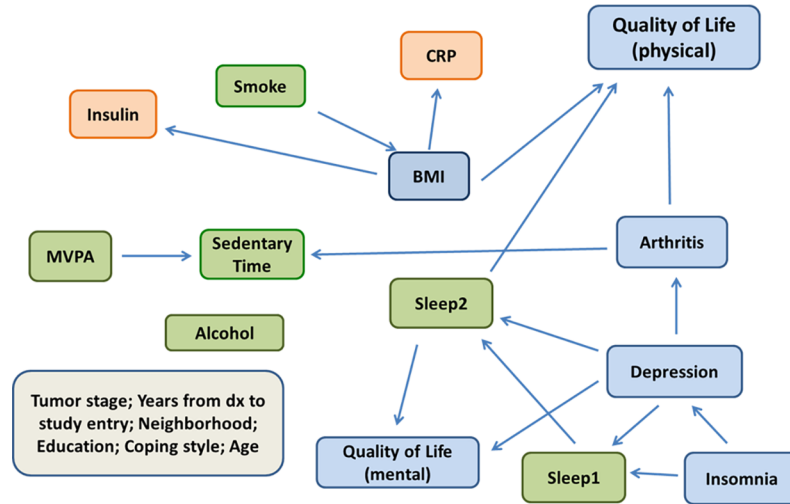 Quality of Life
(physical)
CRP
Smoke
Insulin
BMI
MVPA
Sedentary
Time
Arthritis
Sleep2
Alcohol
Depression
Tumor stage; Years from dx to
study entry; Neighborhood;
Education; Coping style; Age
Quality of Life
(mental)
Sleep1
Insomnia